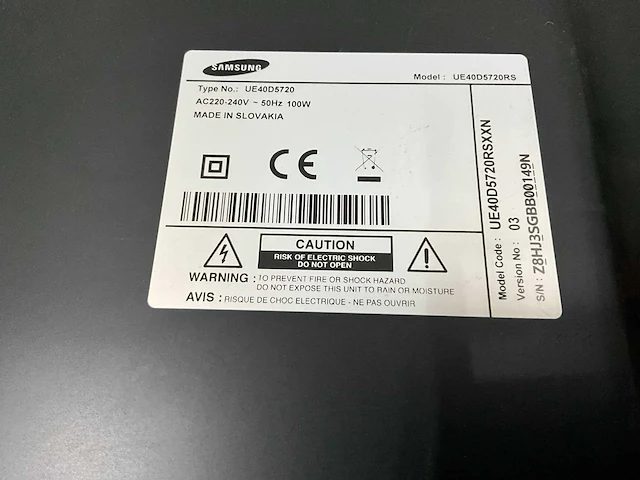 SAMSUNG
Model : UE40D5720RS
Type No.: UE40D5720
AC220-240V ~ 50Hz 100W
MADE IN SLOVAKIA
CE
CAUTION
RISK OF ELECTRIC SHOCK
DO NOT OPEN
WARNING : TO PREVENT FIRE OR SHOCK HAZARD
DO NOT EXPOSE THIS UNIT TO RAIN OR MOISTURE
AVIS : RISQUE DE CHOC ELECTRIQUE - NE PAS OUVRIR
Model Code : UE40D5720RSXXN
Version No : 03
S/N : Z8HJ3SGBB00149N